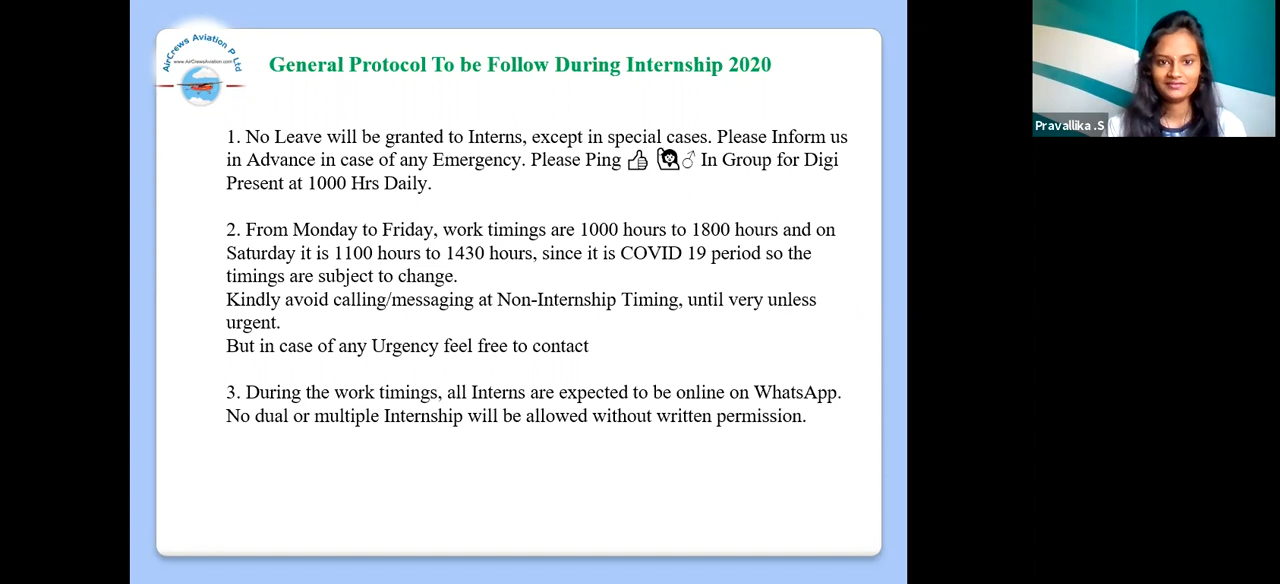 AirCrews Aviation P Ltd
www.AirCrewsAviation.com
General Protocol To be Follow During Internship 2020
1. No Leave will be granted to Interns, except in special cases. Please Inform us
in Advance in case of any Emergency. Please Ping 👍 🙋♂ In Group for Digi
Present at 1000 Hrs Daily.
2. From Monday to Friday, work timings are 1000 hours to 1800 hours and on
Saturday it is 1100 hours to 1430 hours, since it is COVID 19 period so the
timings are subject to change.
Kindly avoid calling/messaging at Non-Internship Timing, until very unless
urgent.
But in case of any Urgency feel free to contact
3. During the work timings, all Interns are expected to be online on WhatsApp.
No dual or multiple Internship will be allowed without written permission.
Pravallika .S